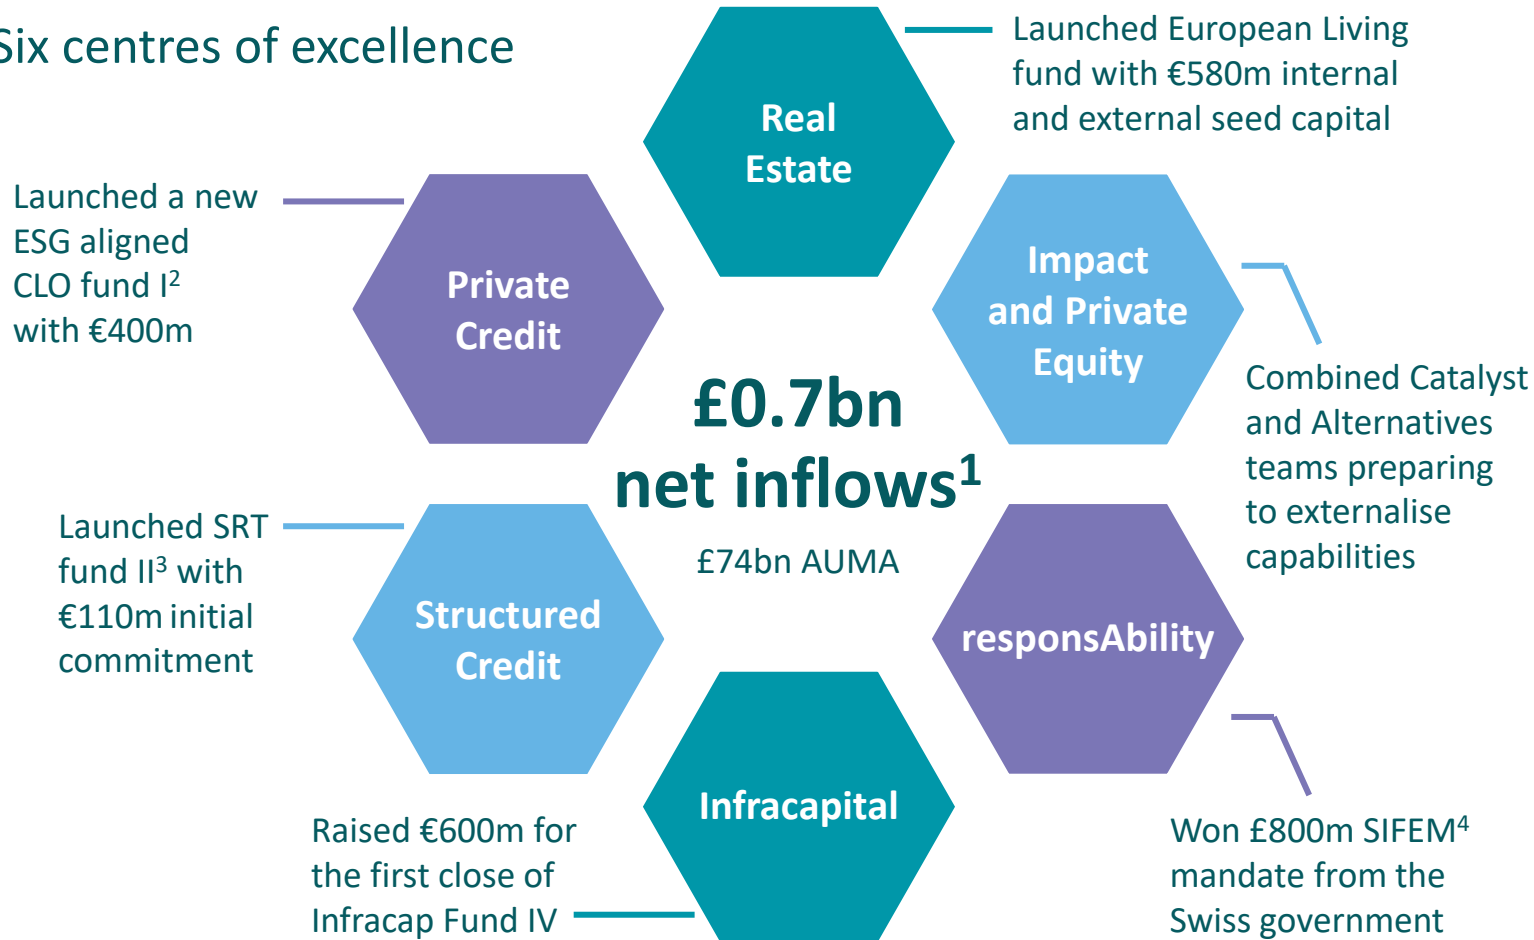 Six centres of excellence
Launched European Living
fund with €580m internal
and external seed capital
Real
Estate
Launched a new
ESG aligned
CLO fund I²
with €400m
Private
Credit
Impact
and Private
Equity
Combined Catalyst
and Alternatives
teams preparing
to externalise
capabilities
£0.7bn
net inflows¹
£74bn AUMA
Launched SRT
fund II³ with
€110m initial
commitment
Structured
Credit
responsAbility
Infracapital
Raised €600m for
the first close of
Infracap Fund IV
Won £800m SIFEM⁴
mandate from the
Swiss government